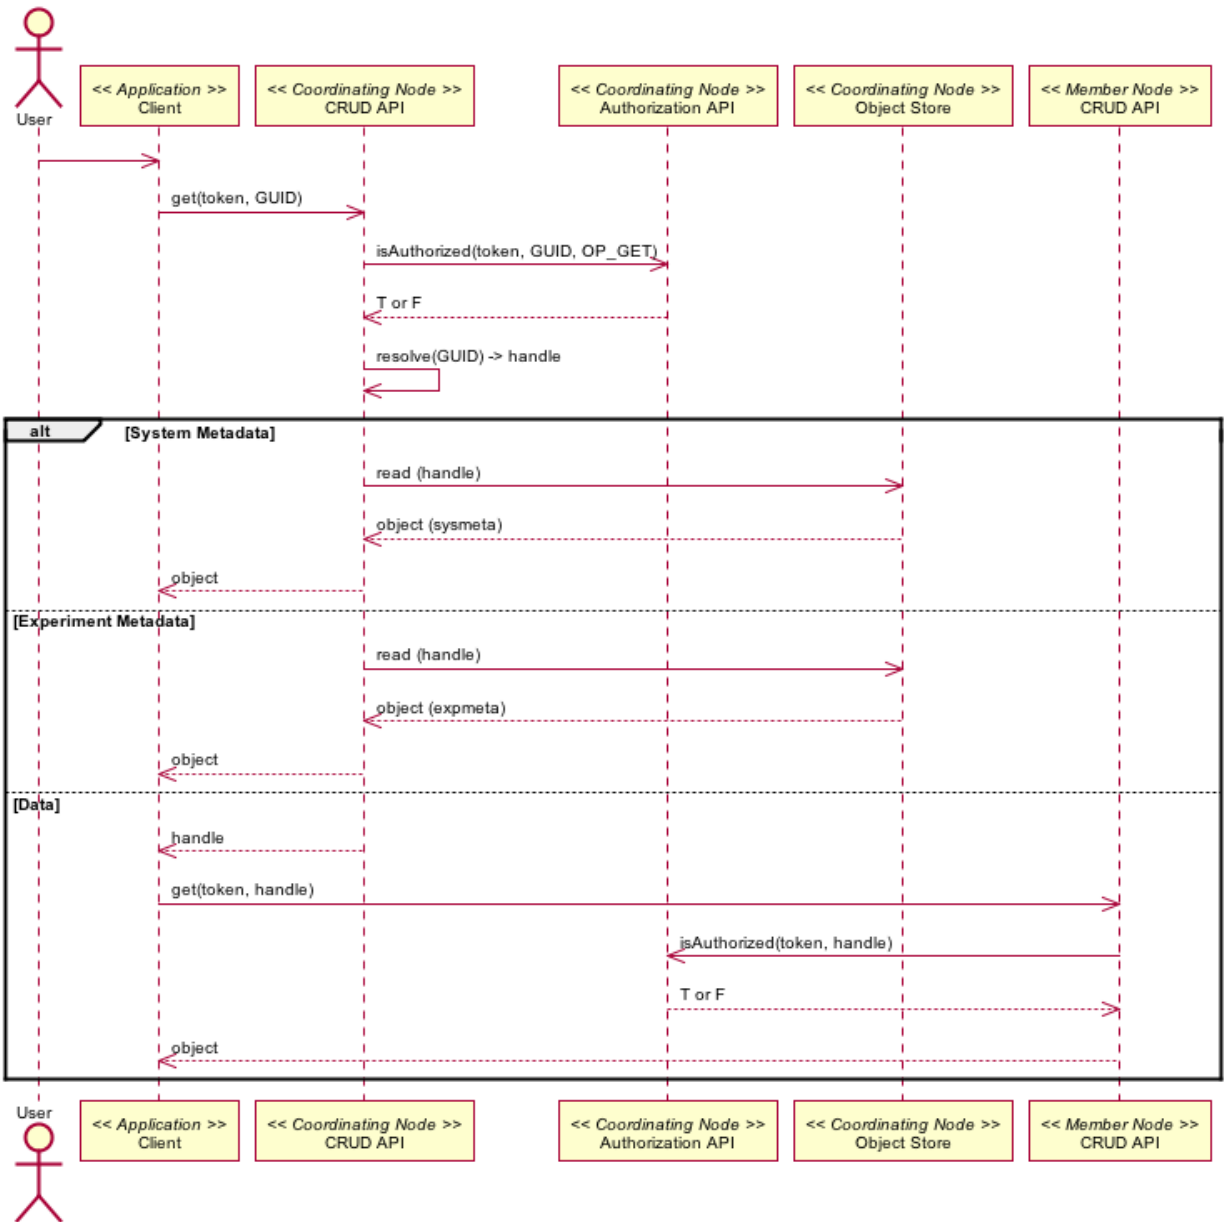 User
<< Application >>
Client
<< Coordinating Node >>
CRUD API
<< Coordinating Node >>
Authorization API
<< Coordinating Node >>
Object Store
<< Member Node >>
CRUD API
get(token, GUID)
isAuthorized(token, GUID, OP_GET)
T or F
resolve(GUID) -> handle
alt
[System Metadata]
read (handle)
object (sysmeta)
object
[Experiment Metadata]
read (handle)
object (expmeta)
object
[Data]
handle
get(token, handle)
isAuthorized(token, handle)
T or F
object
User
<< Application >>
Client
<< Coordinating Node >>
CRUD API
<< Coordinating Node >>
Authorization API
<< Coordinating Node >>
Object Store
<< Member Node >>
CRUD API